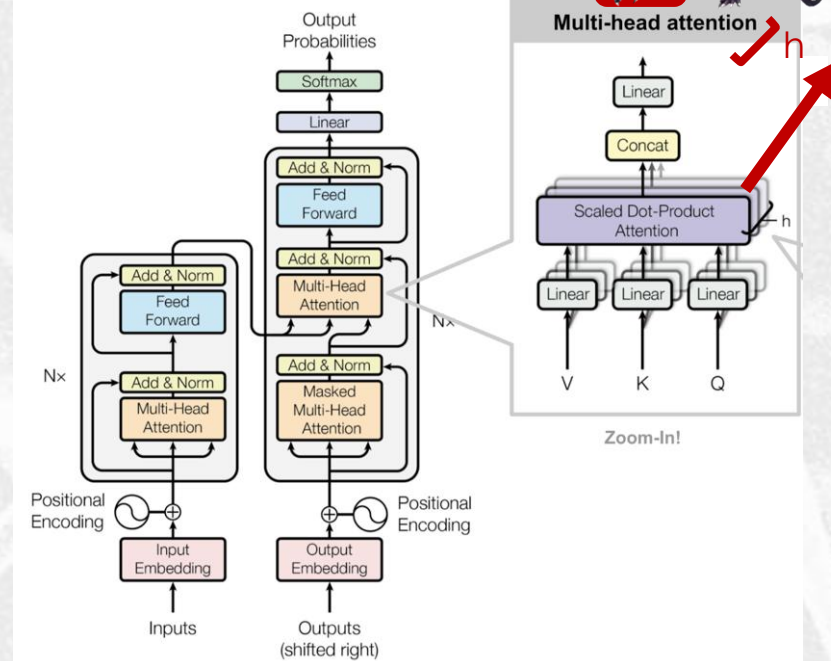 Output
Probabilities
Softmax
Linear
Add & Norm
Feed
Forward
Add & Norm
Multi-Head
Attention
Nx
Add & Norm
Masked
Multi-Head
Attention
Add & Norm
Feed
Forward
Nx
Add & Norm
Multi-Head
Attention
Positional
Encoding
Positional
Encoding
Input
Embedding
Output
Embedding
Inputs
Outputs
(shifted right)
Multi-head attention
h
Linear
Concat
Scaled Dot-Product
Attention
h
Linear
Linear
Linear
V
K
Q
Zoom-In!